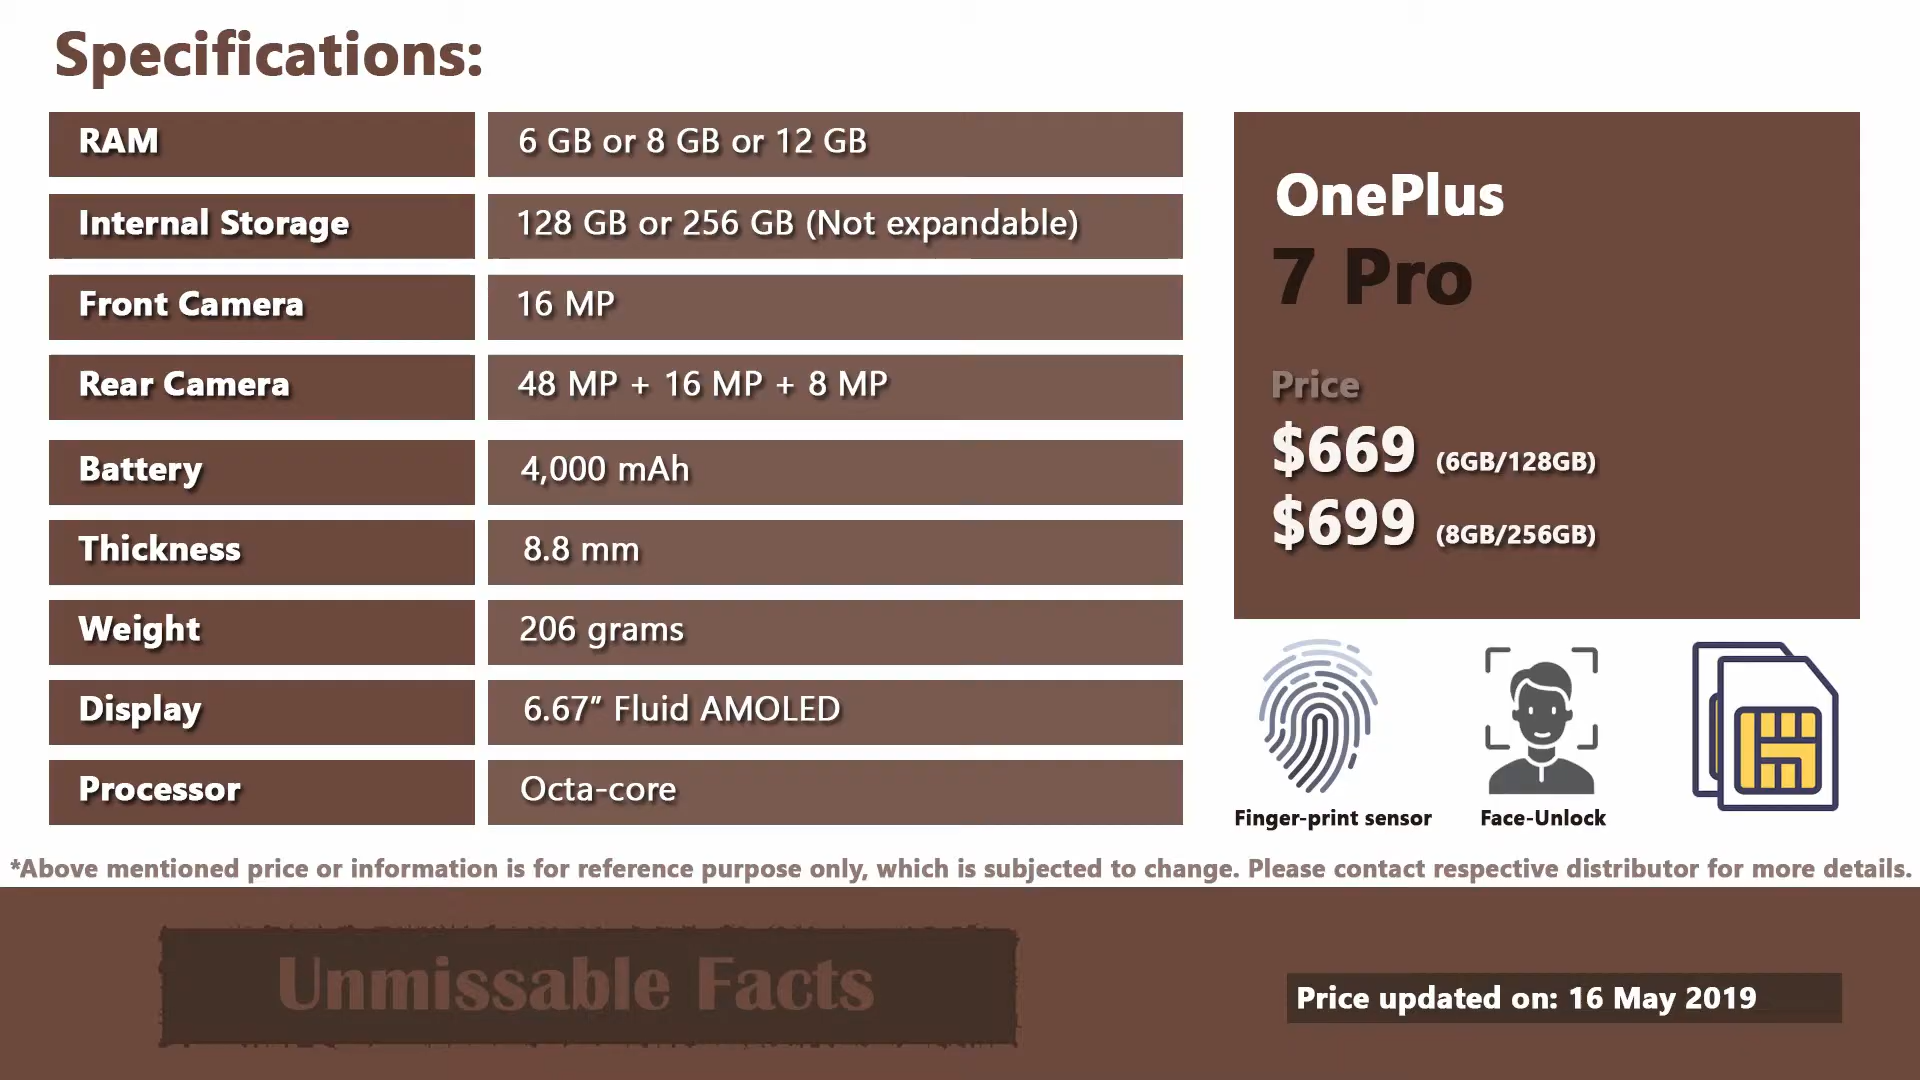 Specifications:
RAM
6 GB or 8 GB or 12 GB
Internal Storage
128 GB or 256 GB (Not expandable)
Front Camera
16 MP
Rear Camera
48 MP + 16 MP + 8 MP
Battery
4,000 mAh
Thickness
8.8 mm
Weight
206 grams
Display
6.67” Fluid AMOLED
Processor
Octa-core
OnePlus
7 Pro
Price
$669 (6GB/128GB)
$699 (8GB/256GB)
Finger-print sensor
Face-Unlock
*Above mentioned price or information is for reference purpose only, which is subjected to change. Please contact respective distributor for more details.
Unmissable Facts
Price updated on: 16 May 2019